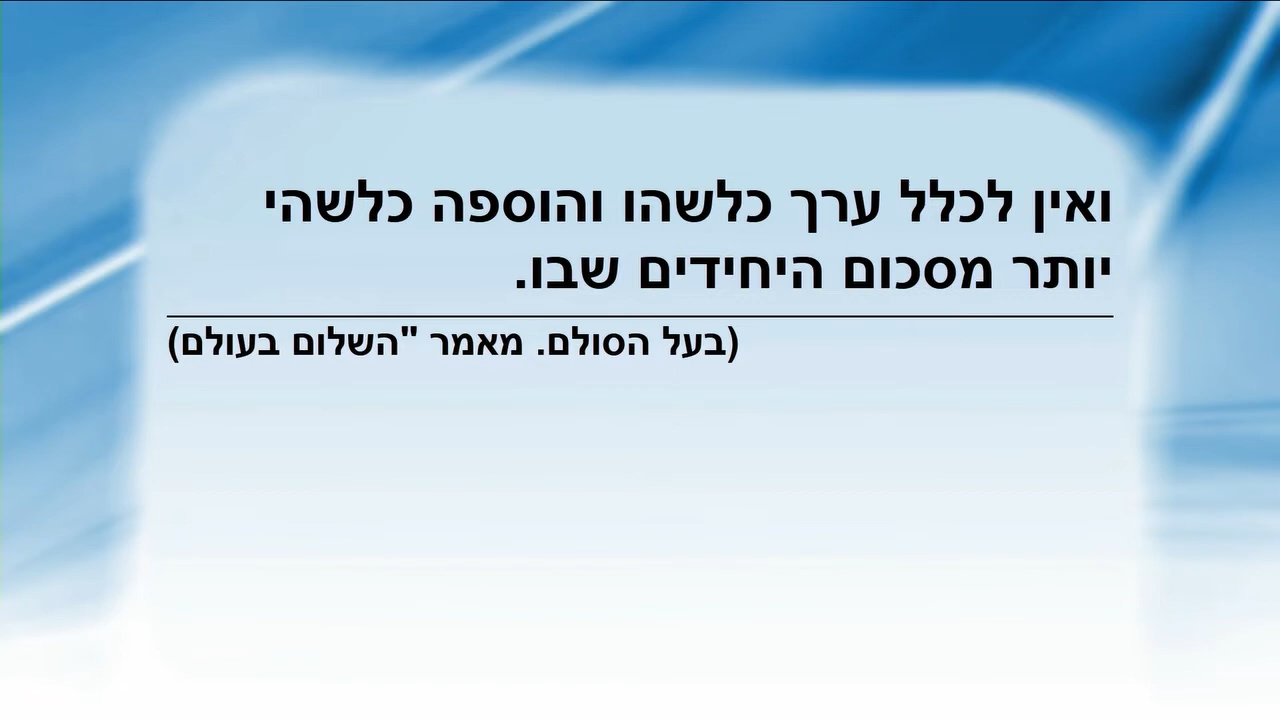 ואין לכלל ערך כלשהו והוספה כלשהי
יותר מסכום היחידים שבו.
(בעל הסולם. מאמר "השלום בעולם)